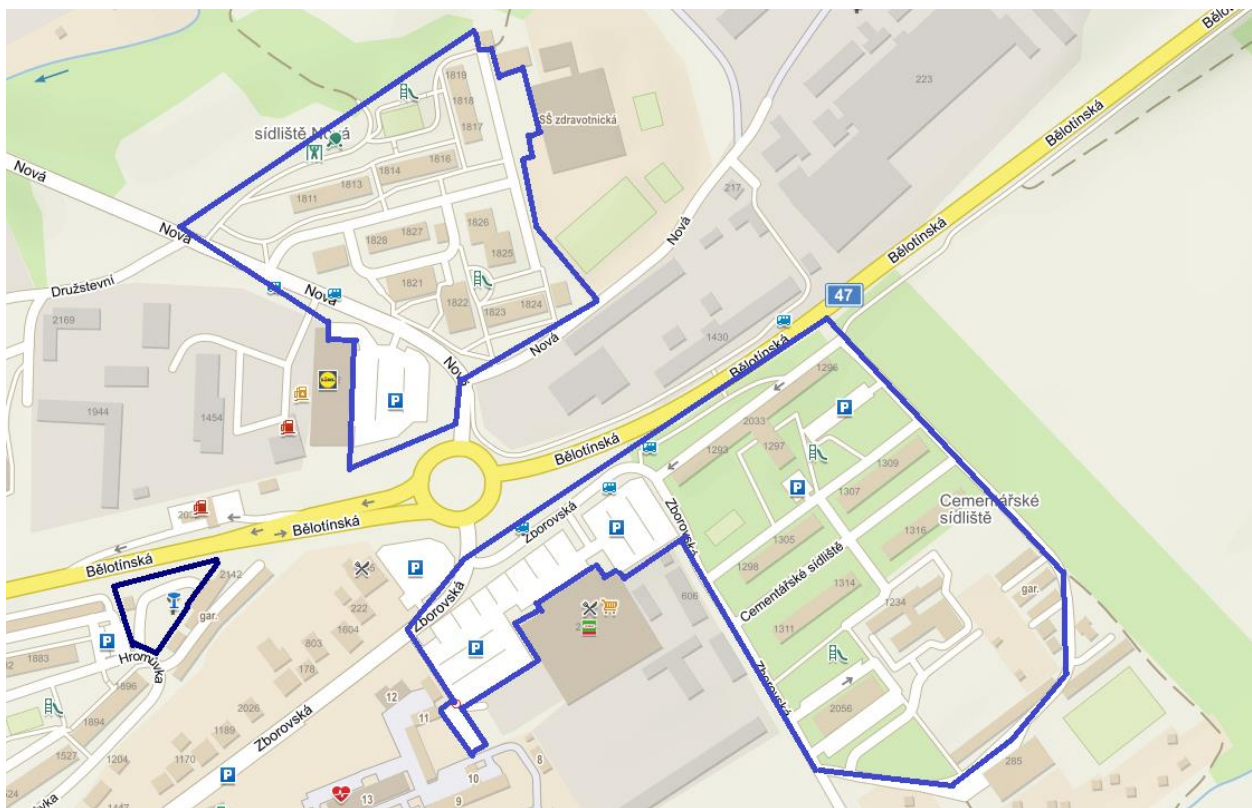 Bělotínská
223
1819
1818
1817
SŠ zdravotnická
sídliště Nová
Bělotínská
Nová
1816
1814
1813
1811
217
Nová
Nová
1826
1827
1828
1825
Bělotínská
Družstevní
1821
Nová
1822
1824
1823
47
2169
Nová
1430
Bělotínská
Nová
1296
P
P
1944
1454
2033
1293
1297
Bělotínská
1309
P
1307
Cementářské
sídliště
Zborovská
Zborovská
1316
P
Bělotínská
1305
Bělotínská
2142
P
1298
Cementářské sídliště
1314
1234
gar.
gar.
222
Zborovská
606
1604
1311
P
803
Hromůvka
1883
178
P
1896
Zborovská
12
11
2056
2026
1894
1189
Zborovská
1527
1204
1170
P
8
10
285
13
9